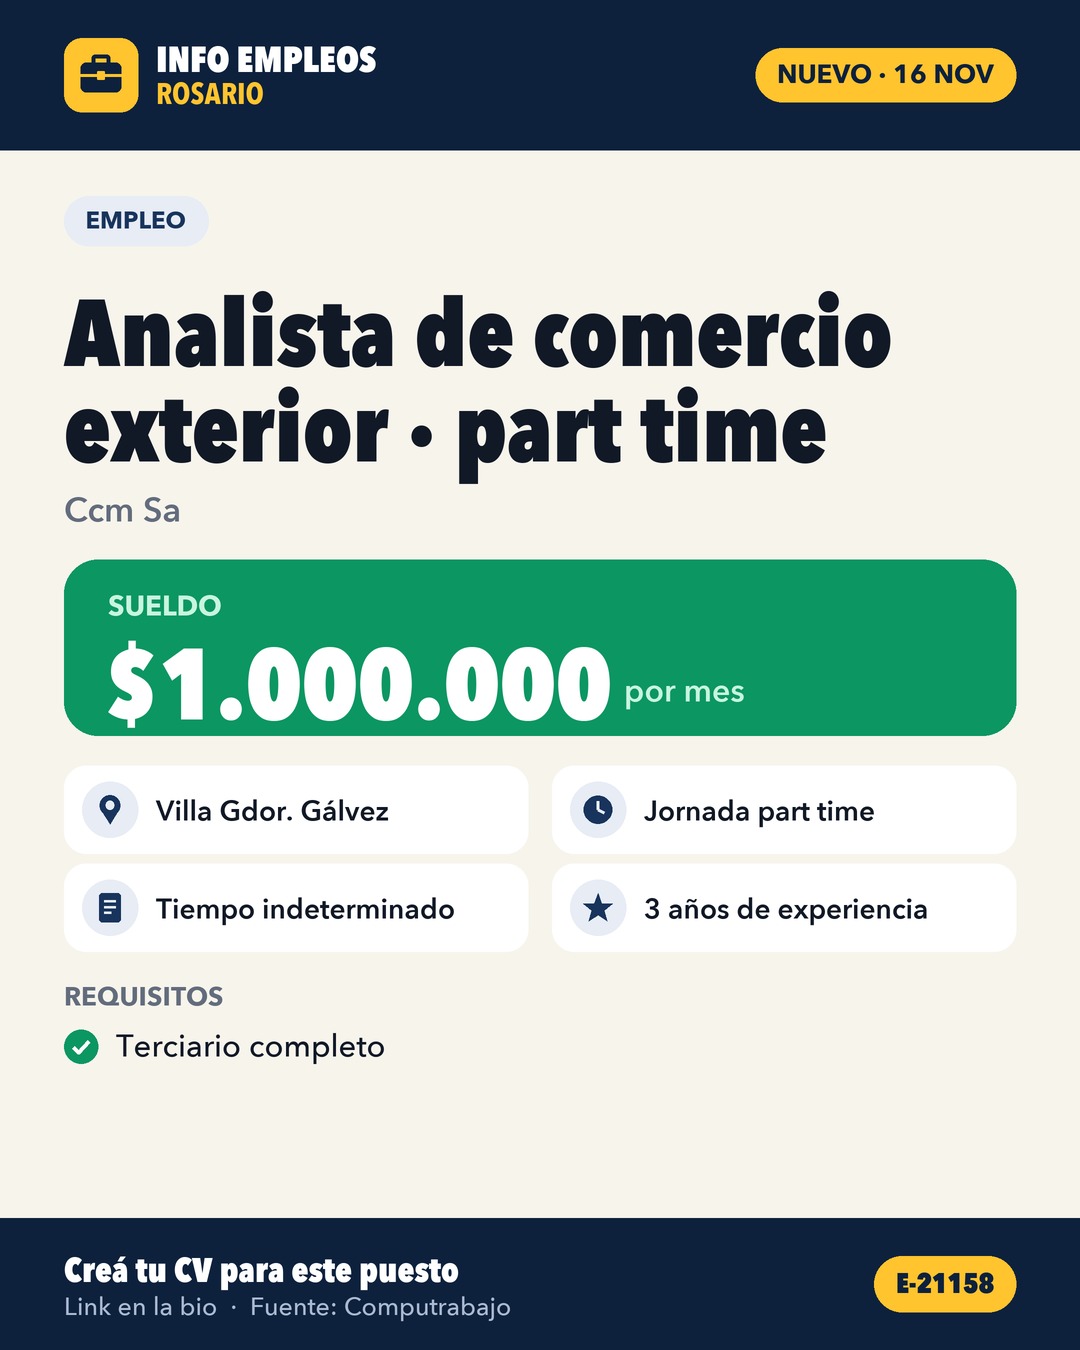 INFO EMPLEOS
ROSARIO
NUEVO · 16 NOV
EMPLEO
Analista de comercio
exterior · part time
Ccm Sa
SUELDO
$1.000.000 por mes
Villa Gdor. Gálvez
Jornada part time
Tiempo indeterminado
3 años de experiencia
REQUISITOS
Terciario completo
Creá tu CV para este puesto
Link en la bio · Fuente: Computrabajo
E-21158